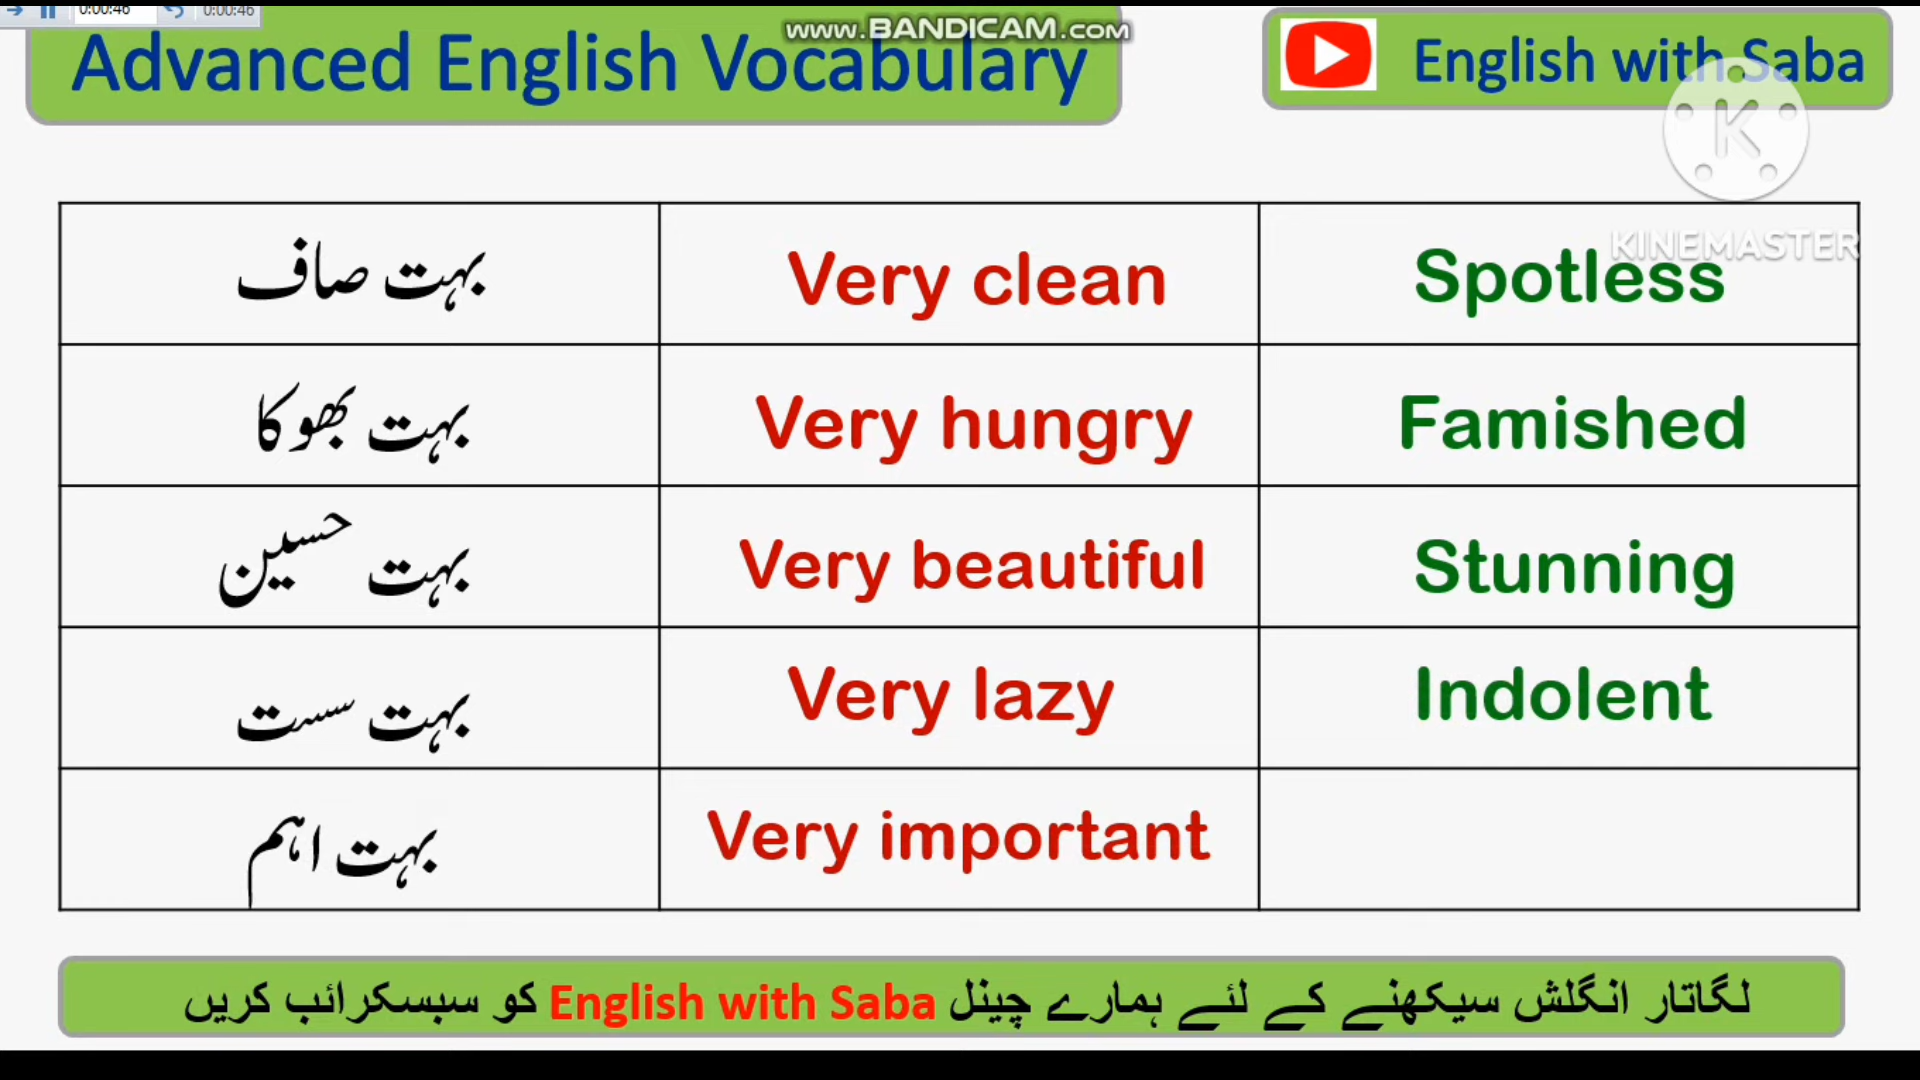 0:00:46 0:00:46
www.BANDICAM.com
Advanced English Vocabulary
English with Saba
K
KINEMASTER
بہت صاف Very clean Spotless
بہت بھوکا Very hungry Famished
بہت حسین Very beautiful Stunning
بہت سست Very lazy Indolent
بہت اہم Very important
لگاتار انگلش سیکھنے کے لئے ہمارے چینل English with Saba کو سبسکرائب کریں